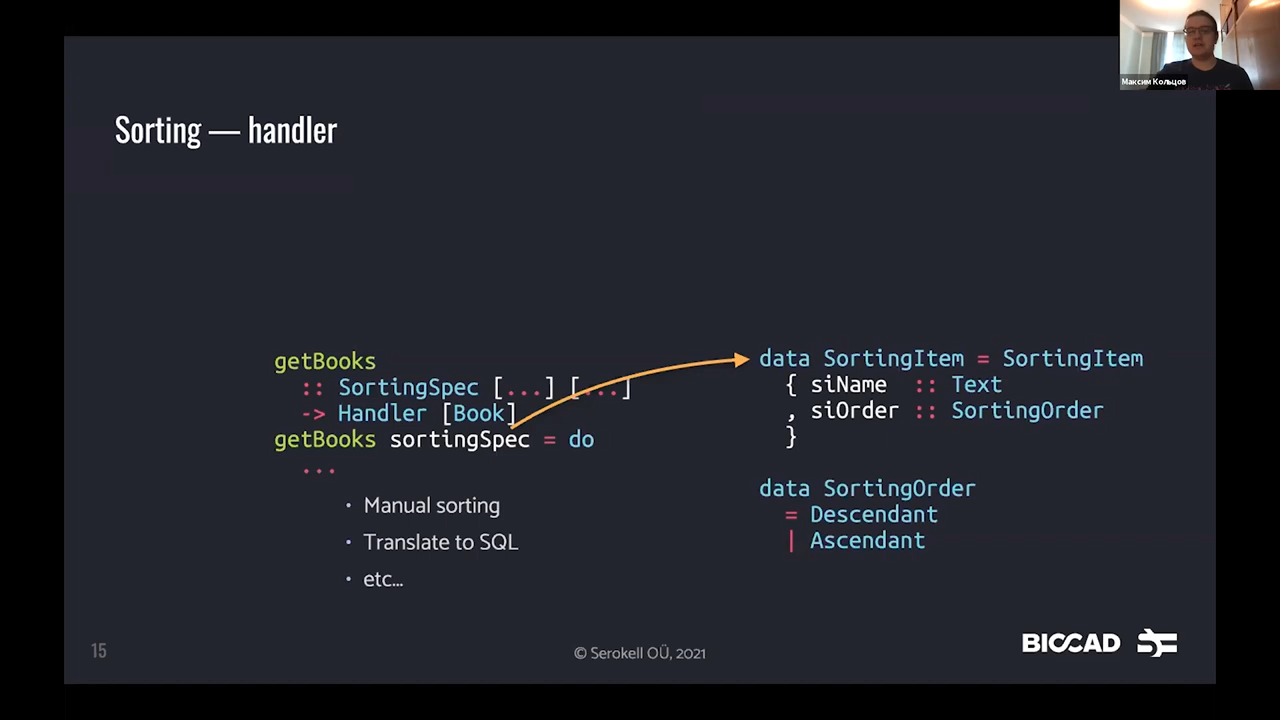 Максим Кольцов
Sorting — handler
getBooks
:: SortingSpec [...] [...]
-> Handler [Book]
getBooks sortingSpec = do
...
• Manual sorting
• Translate to SQL
• etc...
data SortingItem = SortingItem
{ siName :: Text
, siOrder :: SortingOrder
}
data SortingOrder
= Descendant
| Ascendant
15
© Serokell OÜ, 2021
BIOCAD